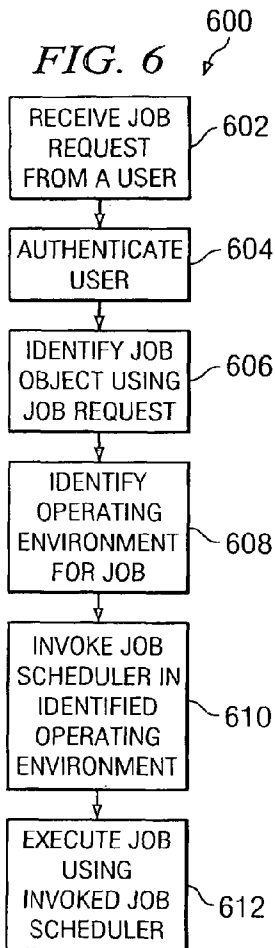 FIG. 6
600
RECEIVE JOB
REQUEST
FROM A USER
602
AUTHENTICATE
USER
604
IDENTIFY JOB
OBJECT USING
JOB REQUEST
606
IDENTIFY
OPERATING
ENVIRONMENT
FOR JOB
608
INVOKE JOB
SCHEDULER IN
IDENTIFIED
OPERATING
ENVIRONMENT
610
EXECUTE JOB
USING
INVOKED JOB
SCHEDULER
612